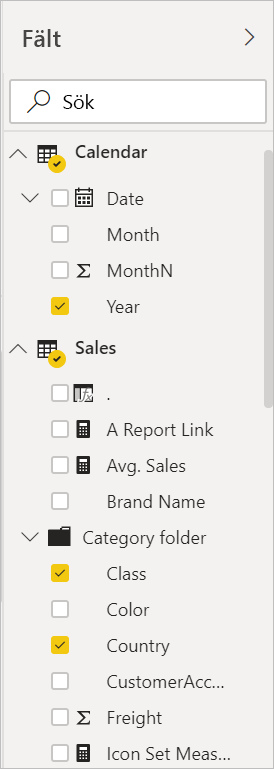 Fält
Sök
Calendar
Date
Month
Σ MonthN
Year
Sales
.
A Report Link
Avg. Sales
Brand Name
Category folder
Class
Color
Country
CustomerAcc...
Σ Freight
Icon Set Meas...